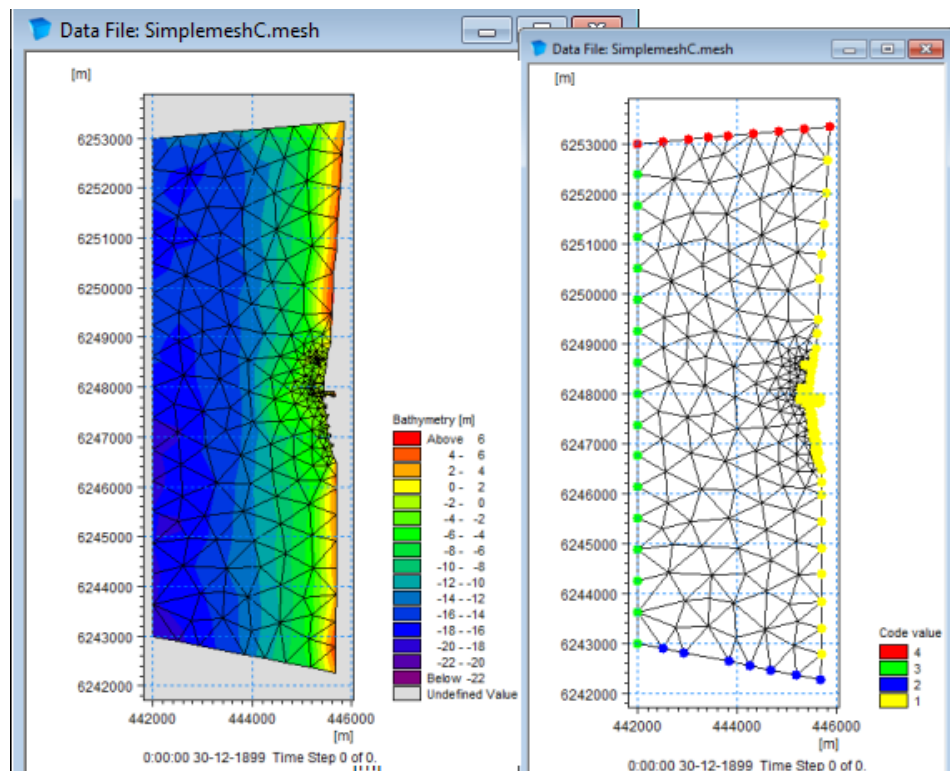 Data File: SimplemeshC.mesh
[m]
6253000
6252000
6251000
6250000
6249000
6248000
6247000
6246000
6245000
6244000
6243000
6242000
442000 444000 446000
[m]
0:00:00 30-12-1899 Time Step 0 of 0.
Bathymetry [m]
Above 6
4 - 6
2 - 4
0 - 2
-2 - 0
-4 - -2
-6 - -4
-8 - -6
-10 - -8
-12 - -10
-14 - -12
-16 - -14
-18 - -16
-20 - -18
-22 - -20
Below -22
Undefined Value
Data File: SimplemeshC.mesh
[m]
6253000
6252000
6251000
6250000
6249000
6248000
6247000
6246000
6245000
6244000
6243000
6242000
442000 444000 446000
[m]
0:00:00 30-12-1899 Time Step 0 of 0.
Code value
4
3
2
1